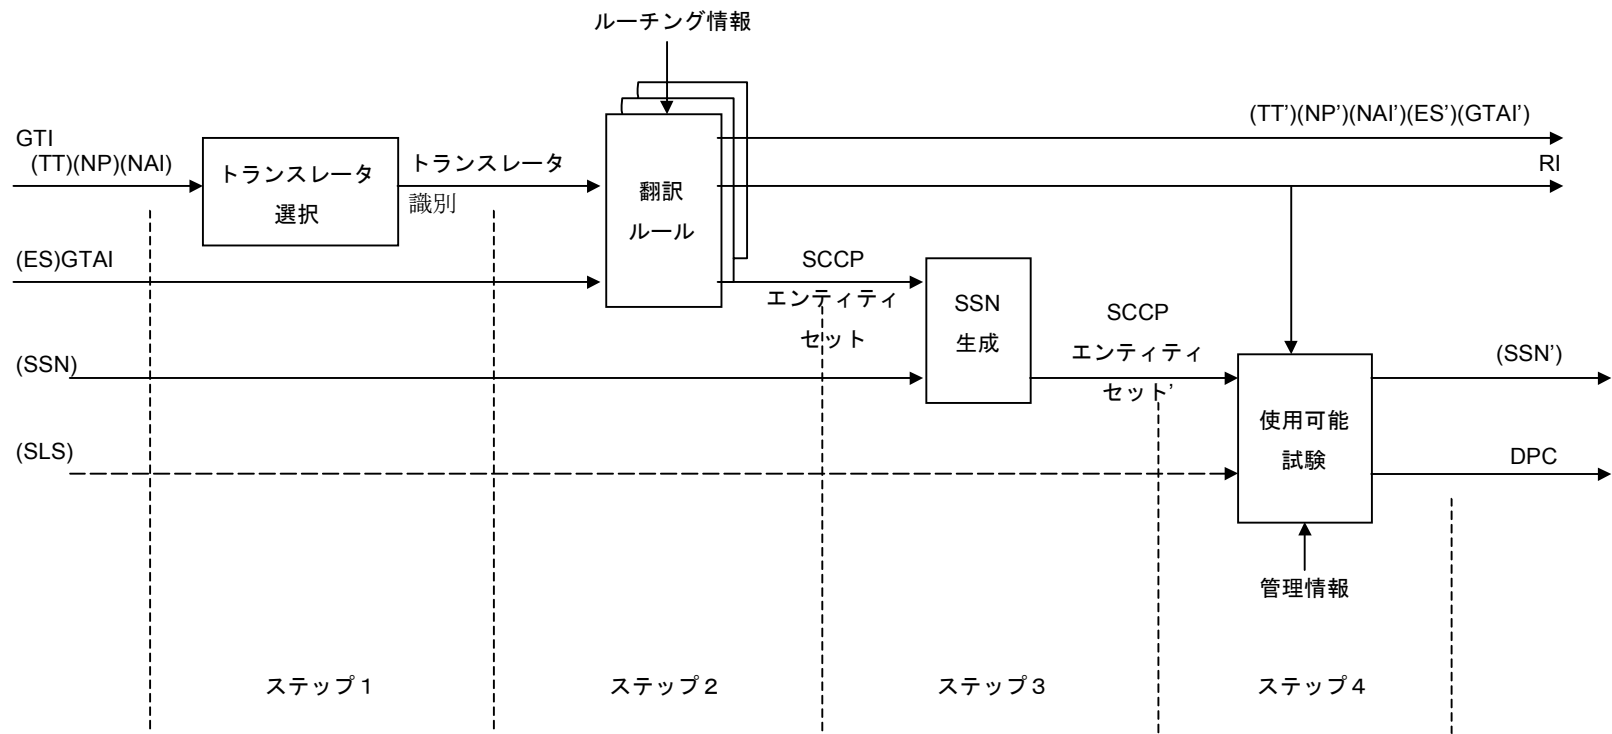 ルーチング情報
(TT’)(NP’)(NAI’)(ES’)(GTAI’)
GTI
(TT)(NP)(NAI)
トランスレータ
選択
トランスレータ
識別
翻訳
ルール
RI
(ES)GTAI
SCCP
エンティティ
セット
SSN
生成
SCCP
エンティティ
セット’
(SSN)
(SSN’)
使用可能
試験
(SLS)
DPC
管理情報
ステップ１
ステップ２
ステップ３
ステップ４